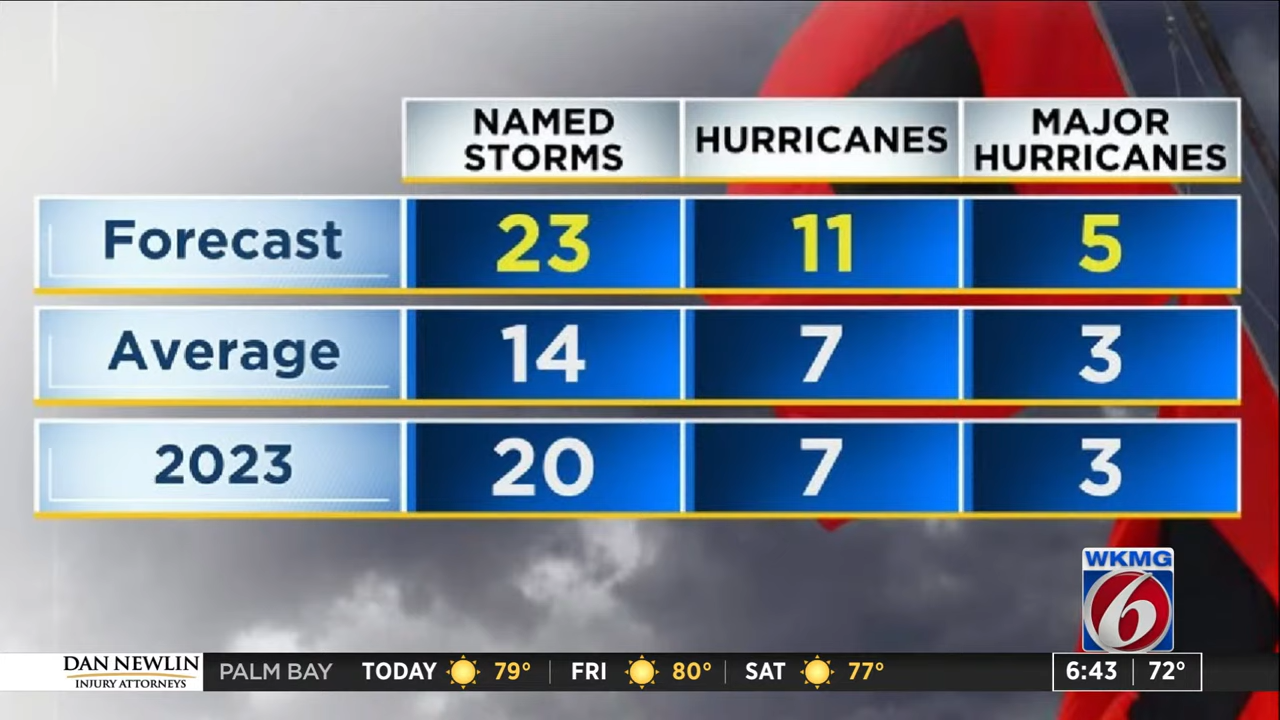 NAMED
STORMS
HURRICANES
MAJOR
HURRICANES
Forecast 23 11 5
Average 14 7 3
2023 20 7 3
WKMG
6
DAN NEWLIN
INJURY ATTORNEYS
PALM BAY TODAY 79° FRI 80° SAT 77°
6:43 72°